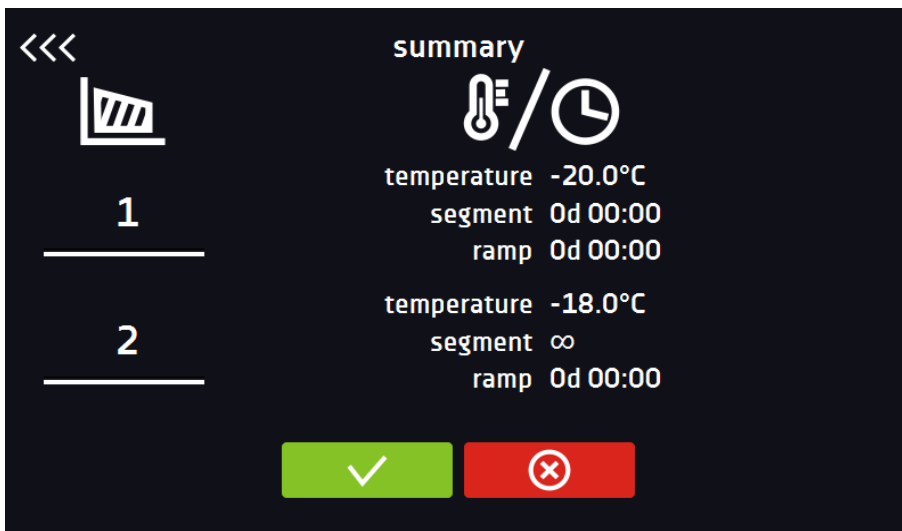 <<<
summary
1
temperature -20.0°C
segment 0d 00:00
ramp 0d 00:00
2
temperature -18.0°C
segment ∞
ramp 0d 00:00